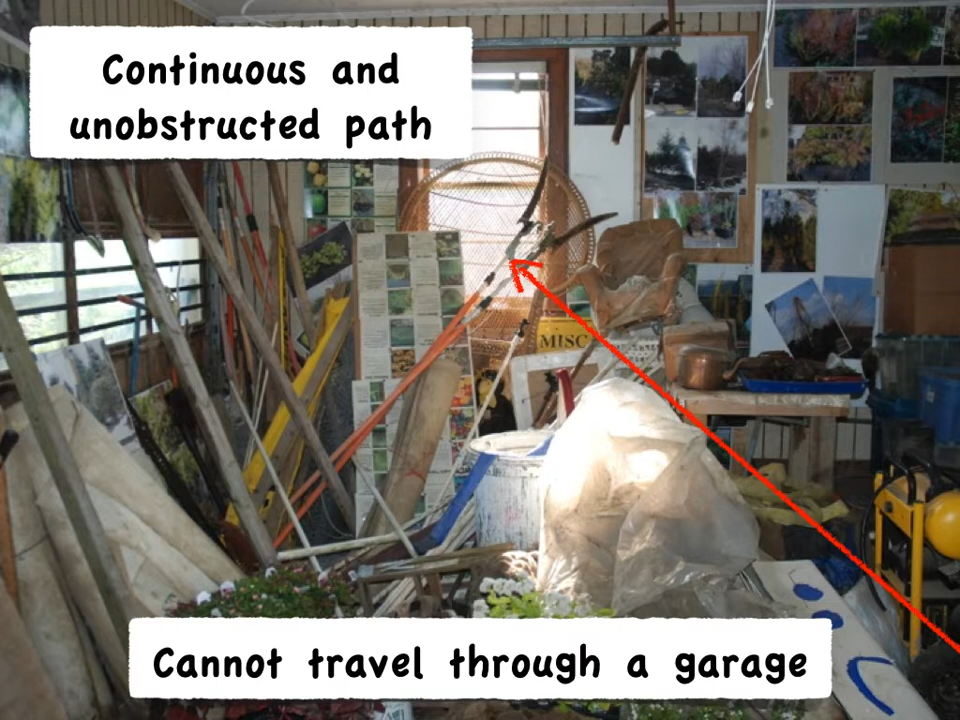 Continuous and
unobstructed path
MISC
Cannot travel through a garage